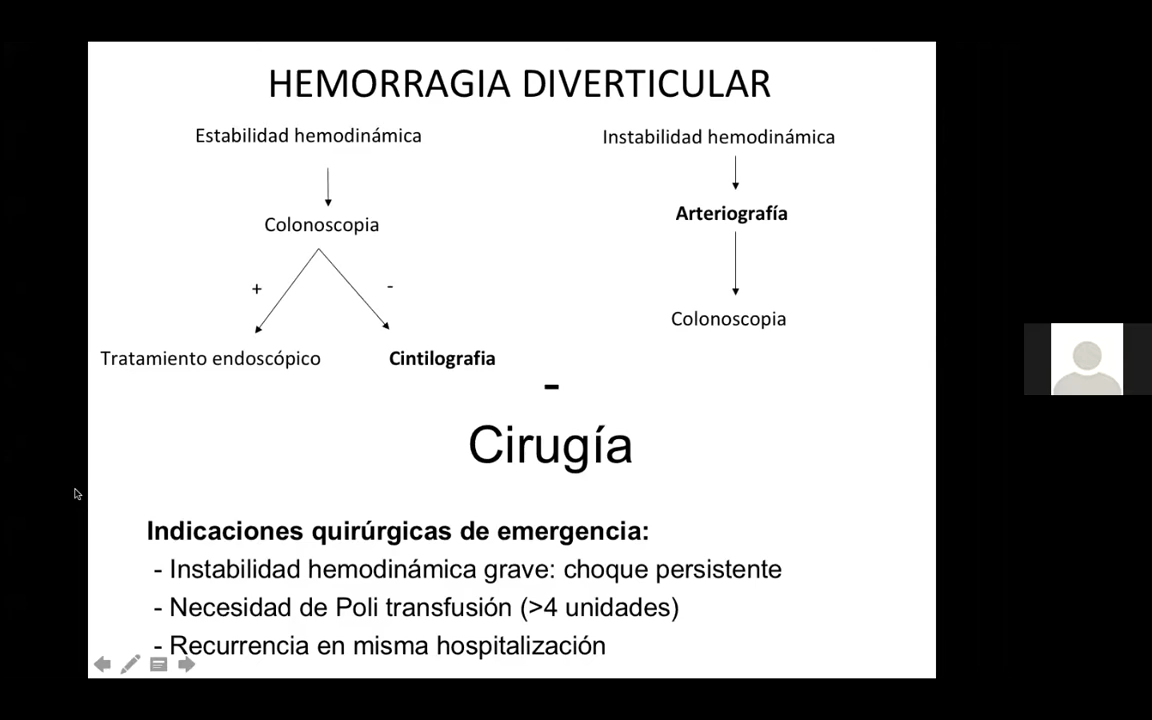 HEMORRAGIA DIVERTICULAR
Estabilidad hemodinámica
Instabilidad hemodinámica
Arteriografía
Colonoscopia
+
-
Colonoscopia
Tratamiento endoscópico
Cintilografia
-
Cirugía
Indicaciones quirúrgicas de emergencia:
- Instabilidad hemodinámica grave: choque persistente
- Necesidad de Poli transfusión (>4 unidades)
- Recurrencia en misma hospitalización